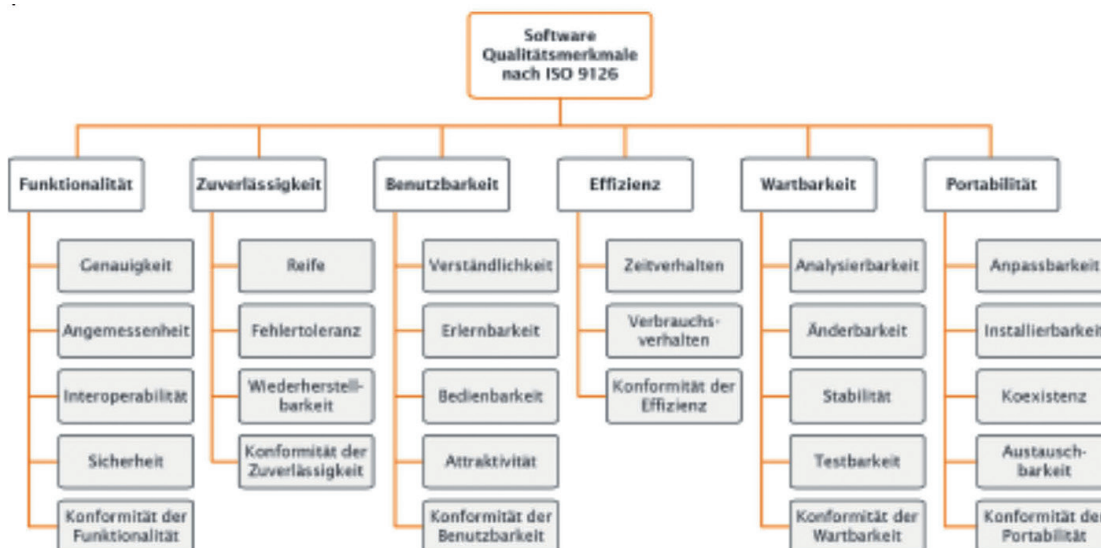 Software
Qualitätsmerkmale
nach ISO 9126
Funktionalität
Zuverlässigkeit
Benutzbarkeit
Effizienz
Wartbarkeit
Portabilität
Genauigkeit
Angemessenheit
Interoperabilität
Sicherheit
Konformität der
Funktionalität
Reife
Fehlertoleranz
Wiederherstell-
barkeit
Konformität der
Zuverlässigkeit
Verständlichkeit
Erlernbarkeit
Bedienbarkeit
Attraktivität
Konformität der
Benutzbarkeit
Zeitverhalten
Verbrauchs-
verhalten
Konformität der
Effizienz
Analysierbarkeit
Änderbarkeit
Stabilität
Testbarkeit
Konformität der
Wartbarkeit
Anpassbarkeit
Installierbarkeit
Koexistenz
Austausch-
barkeit
Konformität der
Portabilität